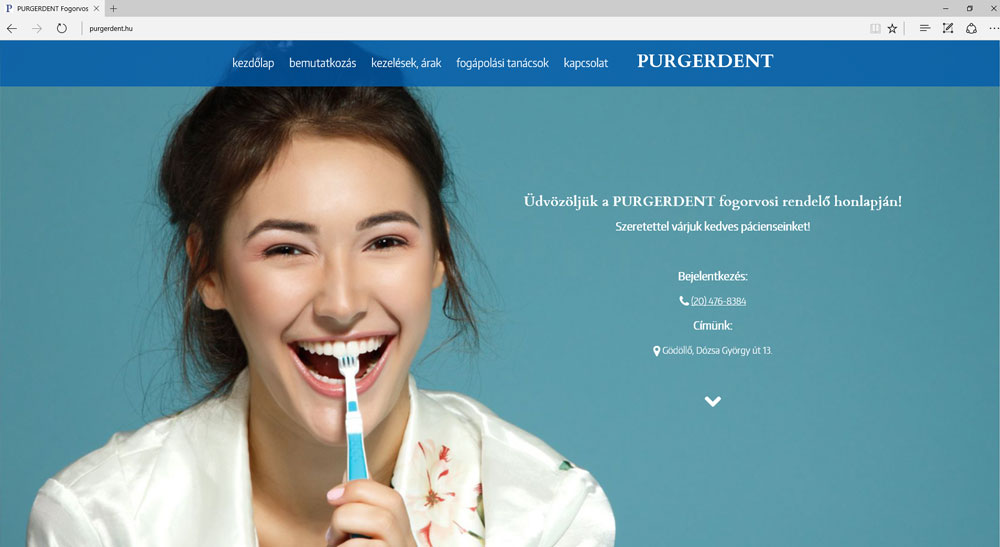 P PURGERDENT Fogorvos
purgerdent.hu
kezdőlap bemutatkozás kezelések, árak fogápolási tanácsok kapcsolat PURGERDENT
Üdvözöljük a PURGERDENT fogorvosi rendelő honlapján!
Szeretettel várjuk kedves pácienseinket!
Bejelentkezés:
(20) 476-8384
Címünk:
Gödöllő, Dózsa György út 13.